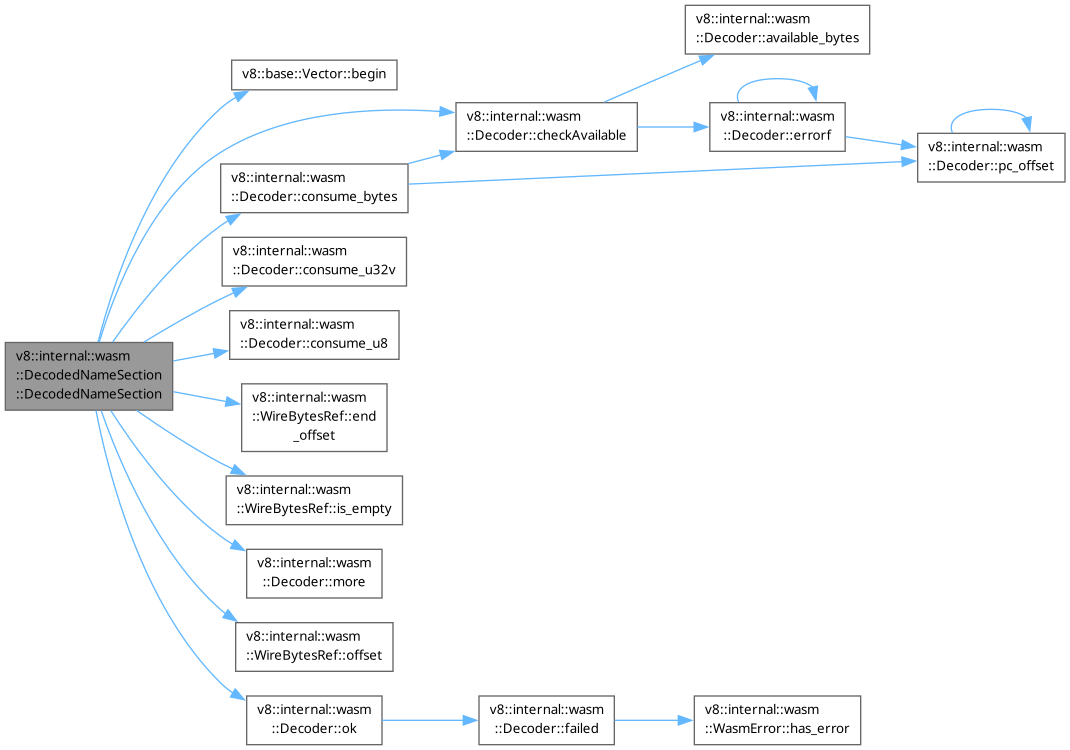 v8::internal::wasm
::DecodedNameSection
::DecodedNameSection
v8::base::Vector::begin
v8::internal::wasm
::Decoder::checkAvailable
v8::internal::wasm
::Decoder::available_bytes
v8::internal::wasm
::Decoder::errorf
v8::internal::wasm
::Decoder::pc_offset
v8::internal::wasm
::Decoder::consume_bytes
v8::internal::wasm
::Decoder::consume_u32v
v8::internal::wasm
::Decoder::consume_u8
v8::internal::wasm
::WireBytesRef::end
_offset
v8::internal::wasm
::WireBytesRef::is_empty
v8::internal::wasm
::Decoder::more
v8::internal::wasm
::WireBytesRef::offset
v8::internal::wasm
::Decoder::ok
v8::internal::wasm
::Decoder::failed
v8::internal::wasm
::WasmError::has_error